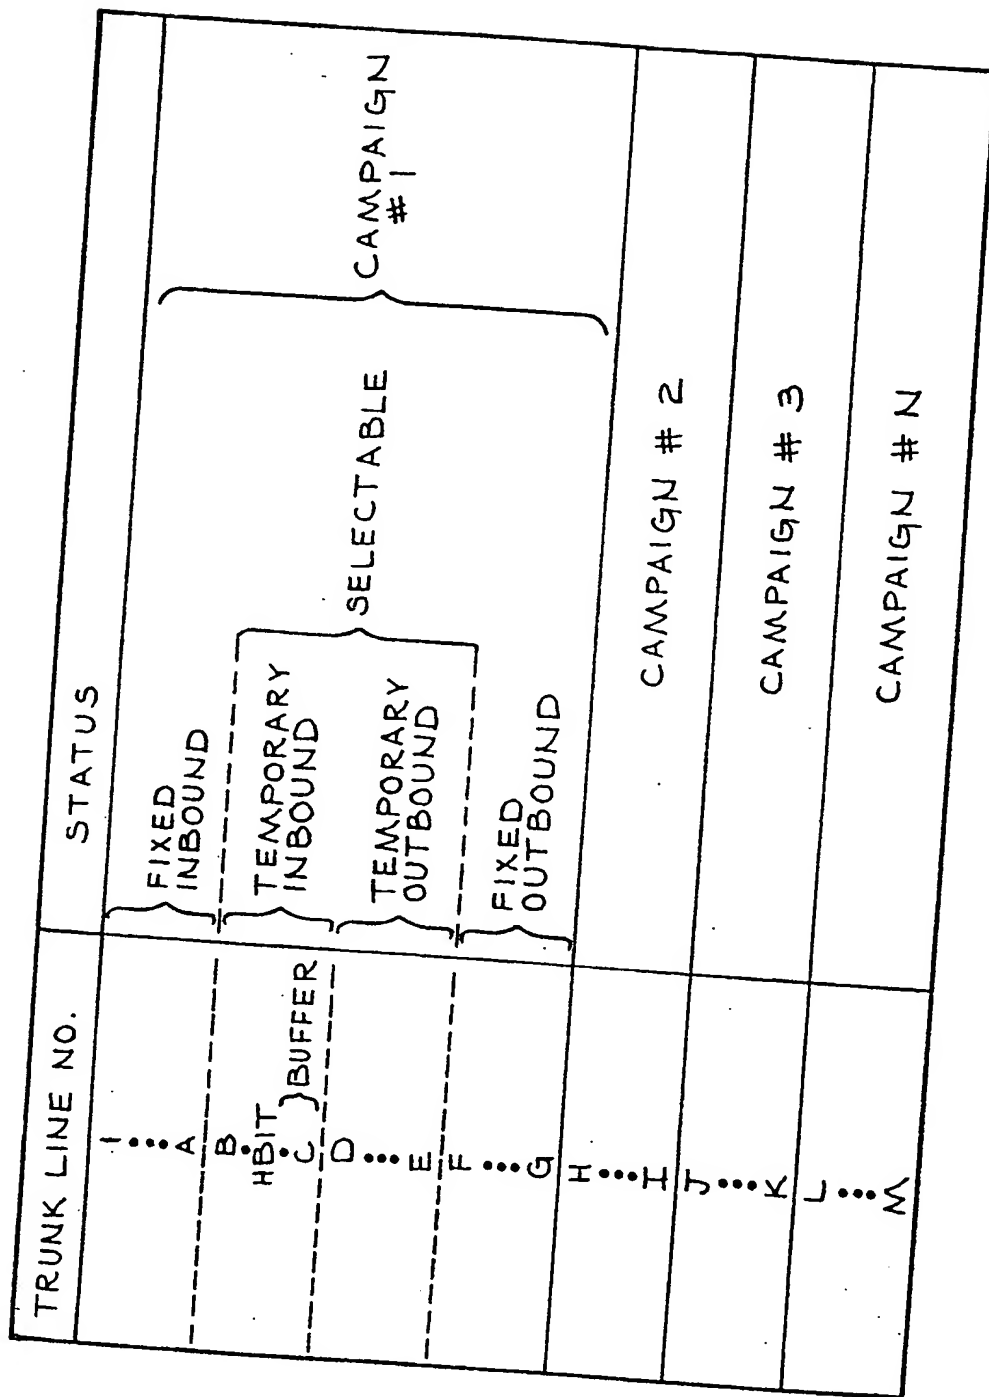 TRUNK LINE NO.
STATUS
1•••A
FIXED
INBOUND
B•
HBIT
•C
BUFFER
TEMPORARY
INBOUND
D•••E
TEMPORARY
OUTBOUND
SELECTABLE
F•••G
FIXED
OUTBOUND
CAMPAIGN
# 1
H•••I
CAMPAIGN # 2
J•••K
CAMPAIGN # 3
L•••M
CAMPAIGN # N